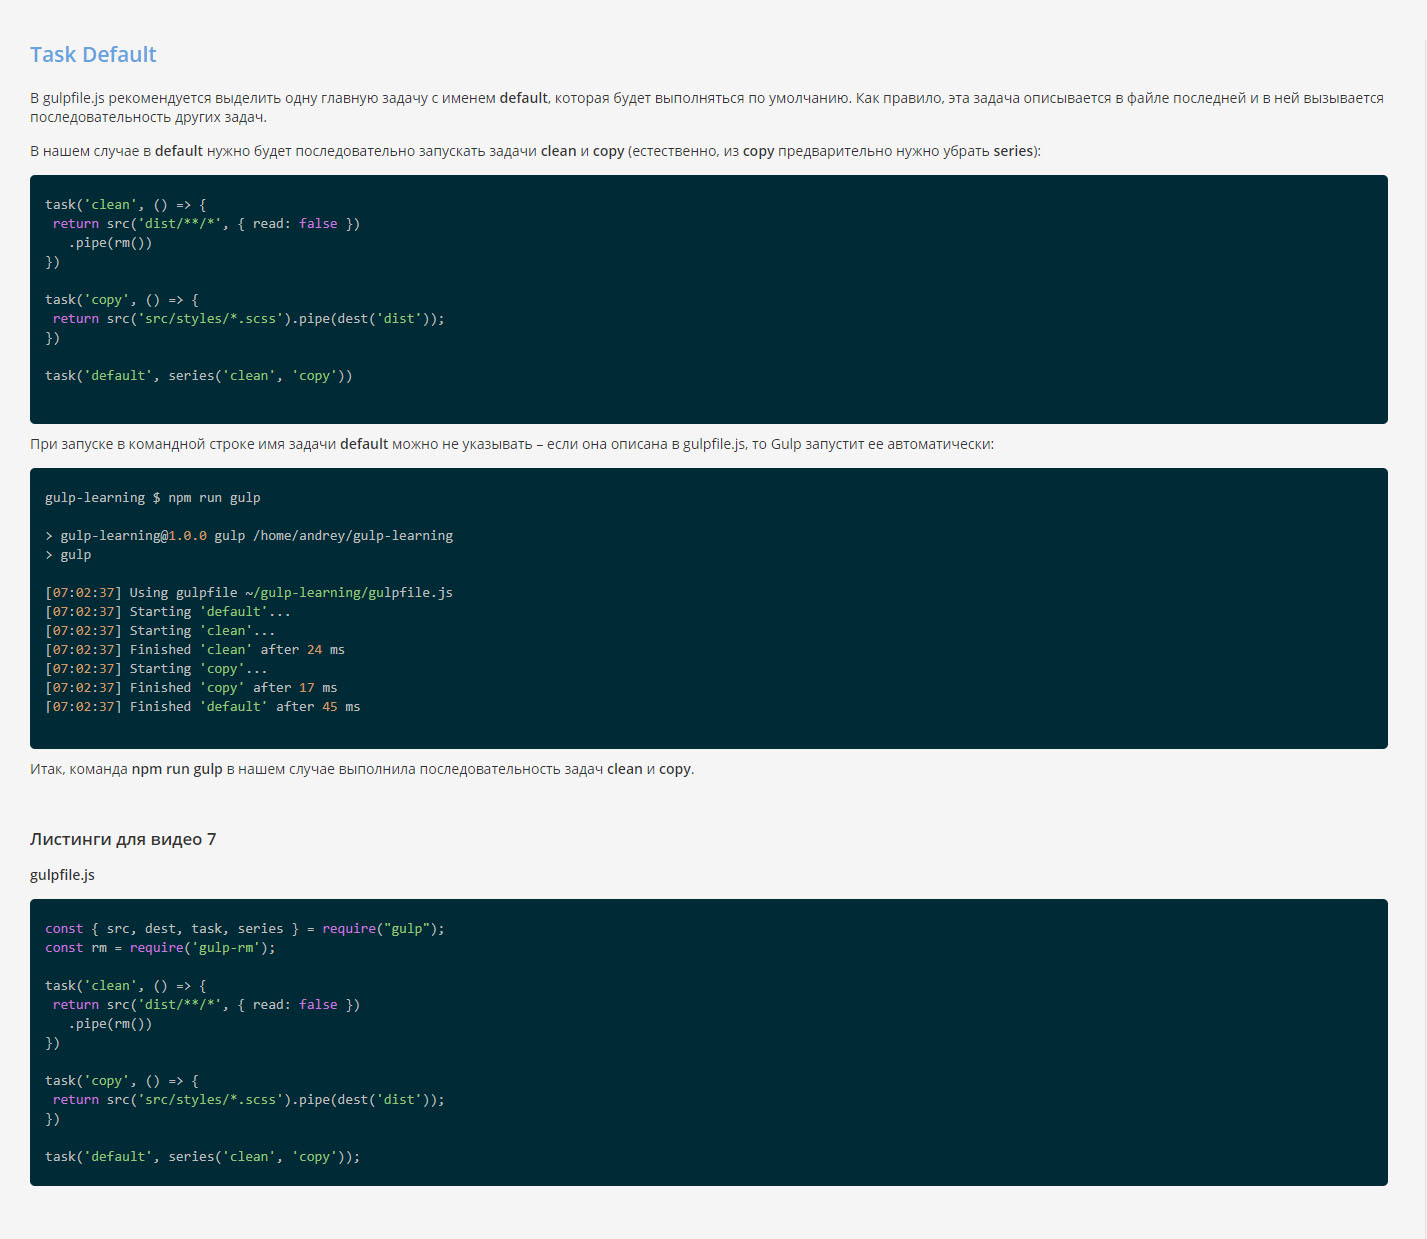 Task Default
В gulpfile.js рекомендуется выделить одну главную задачу с именем default, которая будет выполняться по умолчанию. Как правило, эта задача описывается в файле последней и в ней вызывается
последовательность других задач.
В нашем случае в default нужно будет последовательно запускать задачи clean и copy (естественно, из copy предварительно нужно убрать series):
task('clean', () => {
 return src('dist/**/*', { read: false })
   .pipe(rm())
})
task('copy', () => {
 return src('src/styles/*.scss').pipe(dest('dist'));
})
task('default', series('clean', 'copy'))
При запуске в командной строке имя задачи default можно не указывать – если она описана в gulpfile.js, то Gulp запустит ее автоматически:
gulp-learning $ npm run gulp
> gulp-learning@1.0.0 gulp /home/andrey/gulp-learning
> gulp
[07:02:37] Using gulpfile ~/gulp-learning/gulpfile.js
[07:02:37] Starting 'default'...
[07:02:37] Starting 'clean'...
[07:02:37] Finished 'clean' after 24 ms
[07:02:37] Starting 'copy'...
[07:02:37] Finished 'copy' after 17 ms
[07:02:37] Finished 'default' after 45 ms
Итак, команда npm run gulp в нашем случае выполнила последовательность задач clean и copy.
Листинги для видео 7
gulpfile.js
const { src, dest, task, series } = require("gulp");
const rm = require('gulp-rm');
task('clean', () => {
 return src('dist/**/*', { read: false })
   .pipe(rm())
})
task('copy', () => {
 return src('src/styles/*.scss').pipe(dest('dist'));
})
task('default', series('clean', 'copy'));